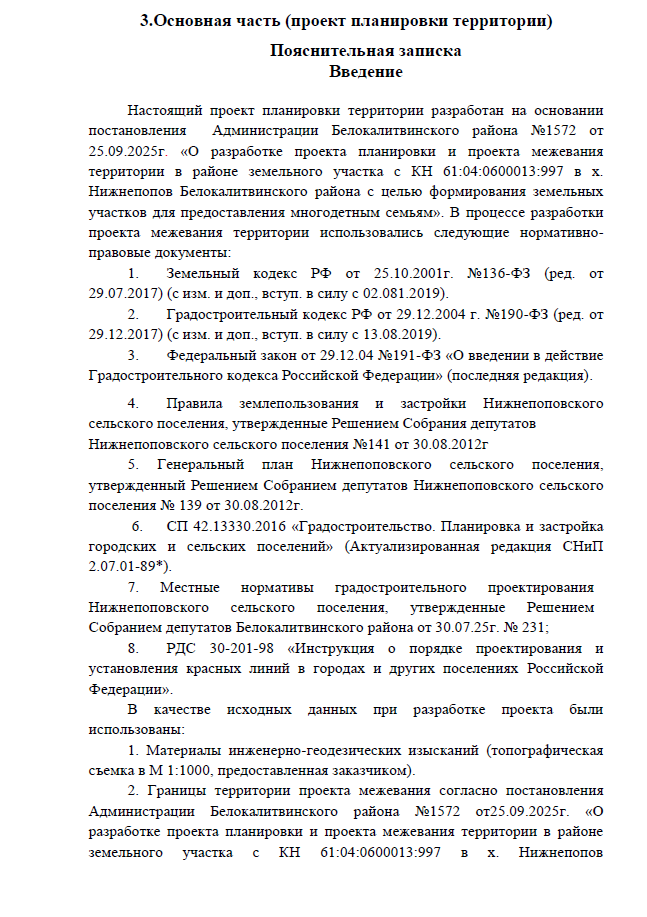 3.Основная часть (проект планировки территории)
Пояснительная записка
Введение
Настоящий проект планировки территории разработан на основании
постановления Администрации Белокалитвинского района №1572 от
25.09.2025г. «О разработке проекта планировки и проекта межевания
территории в районе земельного участка с КН 61:04:0600013:997 в х.
Нижнепопов Белокалитвинского района с целью формирования земельных
участков для предоставления многодетным семьям». В процессе разработки
проекта межевания территории использовались следующие нормативно-
правовые документы:
1. Земельный кодекс РФ от 25.10.2001г. №136-ФЗ (ред. от
29.07.2017) (с изм. и доп., вступ. в силу с 02.081.2019).
2. Градостроительный кодекс РФ от 29.12.2004 г. №190-ФЗ (ред. от
29.12.2017) (с изм. и доп., вступ. в силу с 13.08.2019).
3. Федеральный закон от 29.12.04 №191-ФЗ «О введении в действие
Градостроительного кодекса Российской Федерации» (последняя редакция).
4. Правила землепользования и застройки Нижнепоповского
сельского поселения, утвержденные Решением Собрания депутатов
Нижнепоповского сельского поселения №141 от 30.08.2012г
5. Генеральный план Нижнепоповского сельского поселения,
утвержденный Решением Собранием депутатов Нижнепоповского сельского
поселения № 139 от 30.08.2012г.
6. СП 42.13330.2016 «Градостроительство. Планировка и застройка
городских и сельских поселений» (Актуализированная редакция СНиП
2.07.01-89*).
7. Местные нормативы градостроительного проектирования
Нижнепоповского сельского поселения, утвержденные Решением
Собранием депутатов Белокалитвинского района от 30.07.25г. № 231;
8. РДС 30-201-98 «Инструкция о порядке проектирования и
установления красных линий в городах и других поселениях Российской
Федерации».
В качестве исходных данных при разработке проекта были
использованы:
1. Материалы инженерно-геодезических изысканий (топографическая
съемка в М 1:1000, предоставленная заказчиком).
2. Границы территории проекта межевания согласно постановления
Администрации Белокалитвинского района №1572 от25.09.2025г. «О
разработке проекта планировки и проекта межевания территории в районе
земельного участка с КН 61:04:0600013:997 в х. Нижнепопов